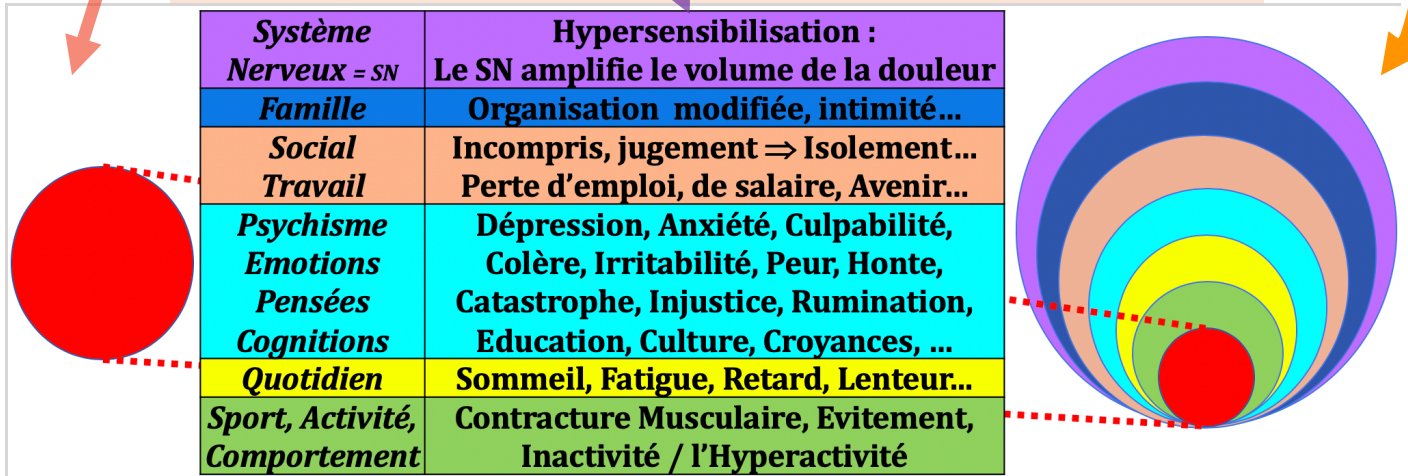 Système Hypersensibilisation :
Nerveux = SN Le SN amplifie le volume de la douleur
Famille Organisation modifiée, intimité...
Social Incompris, jugement ⇒ Isolement...
Travail Perte d'emploi, de salaire, Avenir...
Psychisme Dépression, Anxiété, Culpabilité,
Emotions Colère, Irritabilité, Peur, Honte,
Pensées Catastrophe, Injustice, Rumination,
Cognitions Education, Culture, Croyances, ...
Quotidien Sommeil, Fatigue, Retard, Lenteur...
Sport, Activité, Contracture Musculaire, Evitement,
Comportement Inactivité / l'Hyperactivité